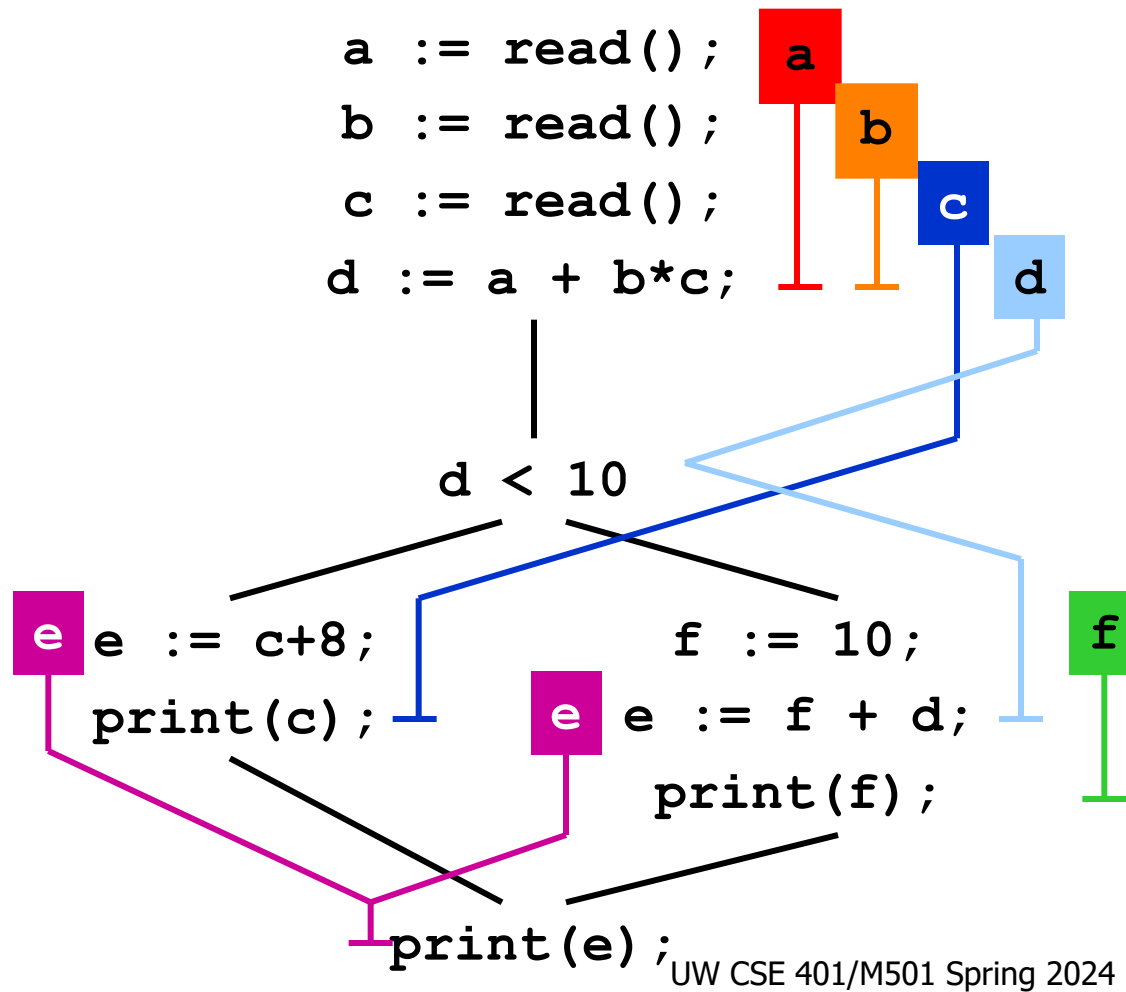 a := read(); a
b := read(); b
c := read(); c
d := a + b*c; d
d < 10
e e := c+8;
print(c);
f := 10; f
e e := f + d;
print(f);
print(e);
UW CSE 401/M501 Spring 2024